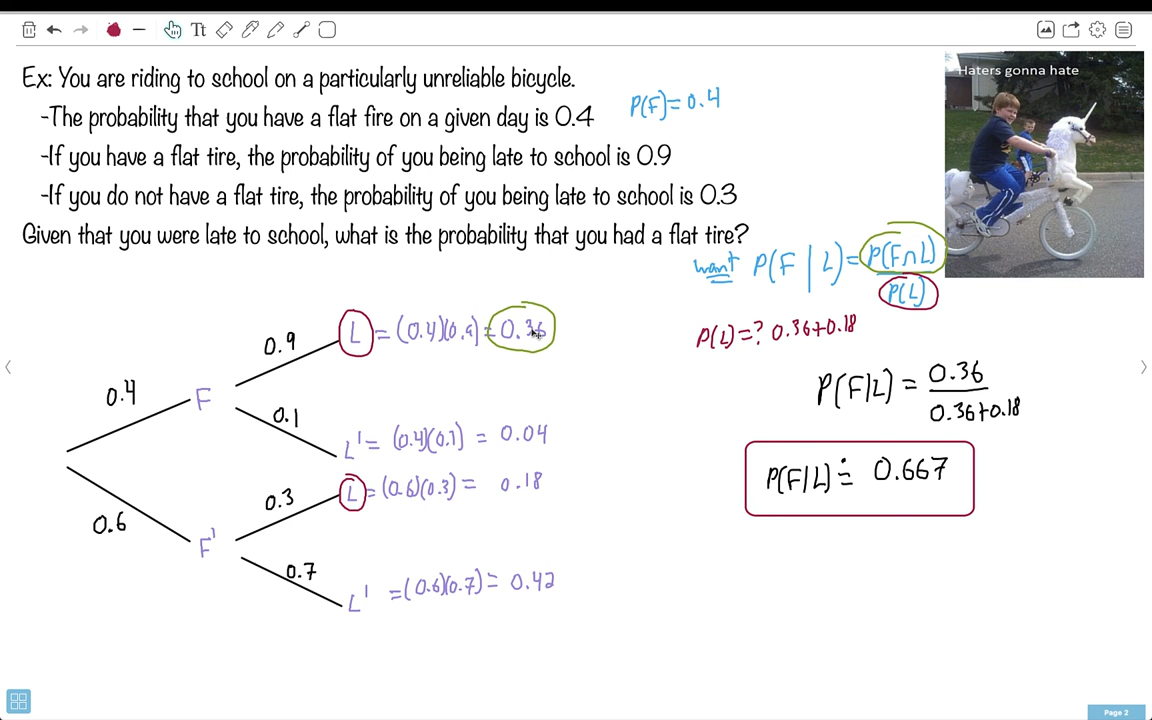 Tt
Haters gonna hate
Ex: You are riding to school on a particularly unreliable bicycle.
P(F)=0.4
-The probability that you have a flat fire on a given day is 0.4
-If you have a flat tire, the probability of you being late to school is 0.9
-If you do not have a flat tire, the probability of you being late to school is 0.3
Given that you were late to school, what is the probability that you had a flat tire?
want P(F|L)=P(F∩L)
P(L)
P(L)=? 0.36+0.18
0.9
L = (0.4)(0.9) = 0.36
0.4
F
0.1
L' = (0.4)(0.1) = 0.04
0.3
L = (0.6)(0.3) = 0.18
0.6
F'
0.7
L' = (0.6)(0.7) = 0.42
P(F|L) = 0.36
0.36+0.18
P(F|L) ≐ 0.667
Page 2